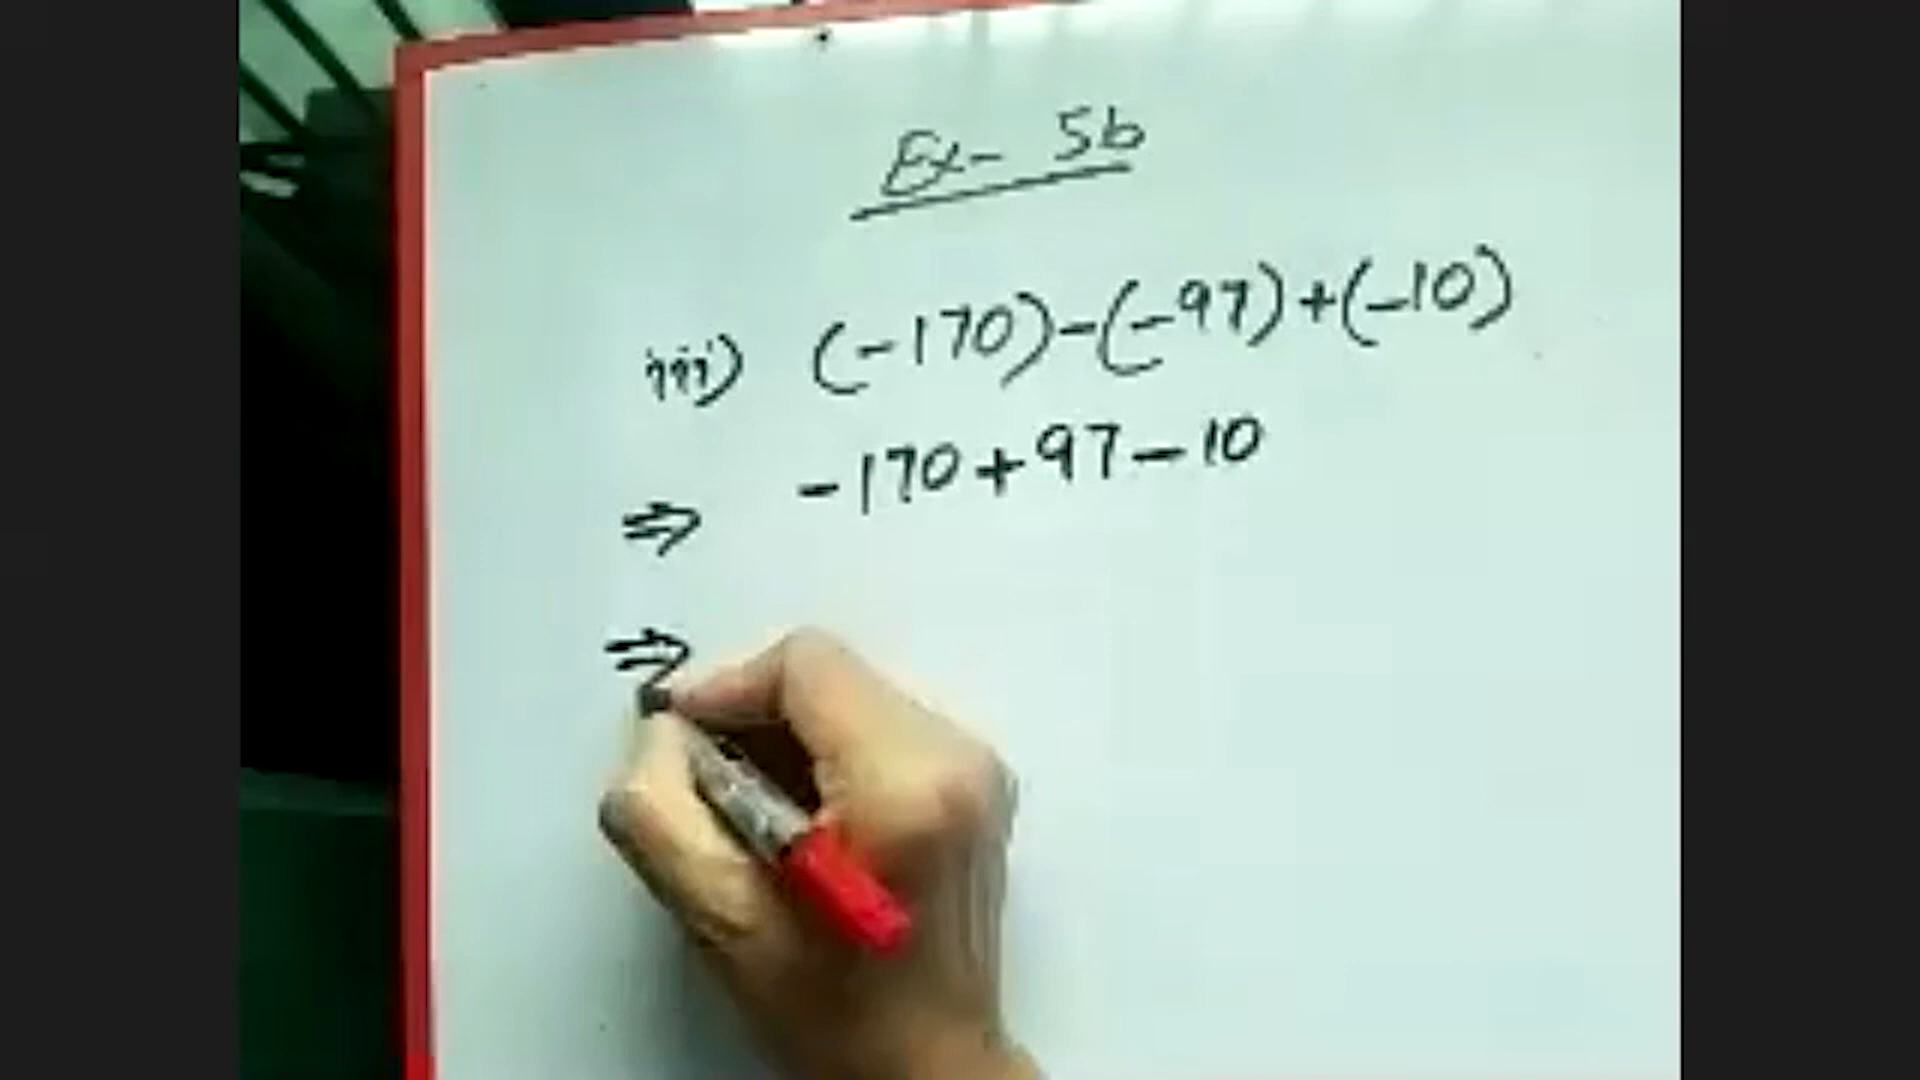 Ex- 5b
iii) (-170)-(-97)+(-10)
⇒ -170+97-10
⇒